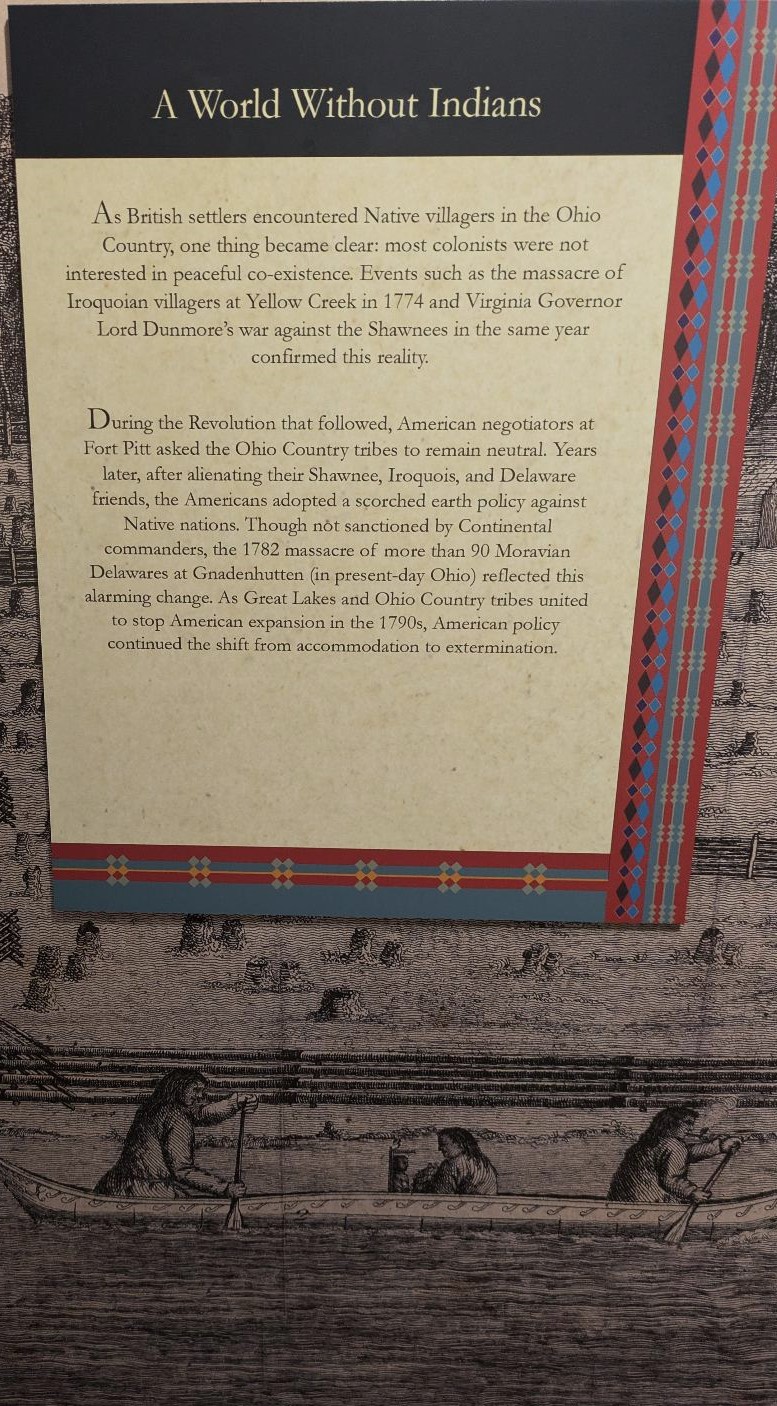 A World Without Indians
As British settlers encountered Native villagers in the Ohio
Country, one thing became clear: most colonists were not
interested in peaceful co-existence. Events such as the massacre of
Iroquoian villagers at Yellow Creek in 1774 and Virginia Governor
Lord Dunmore's war against the Shawnees in the same year
confirmed this reality.
During the Revolution that followed, American negotiators at
Fort Pitt asked the Ohio Country tribes to remain neutral. Years
later, after alienating their Shawnee, Iroquois, and Delaware
friends, the Americans adopted a scorched earth policy against
Native nations. Though not sanctioned by Continental
commanders, the 1782 massacre of more than 90 Moravian
Delawares at Gnadenhutten (in present-day Ohio) reflected this
alarming change. As Great Lakes and Ohio Country tribes united
to stop American expansion in the 1790s, American policy
continued the shift from accommodation to extermination.